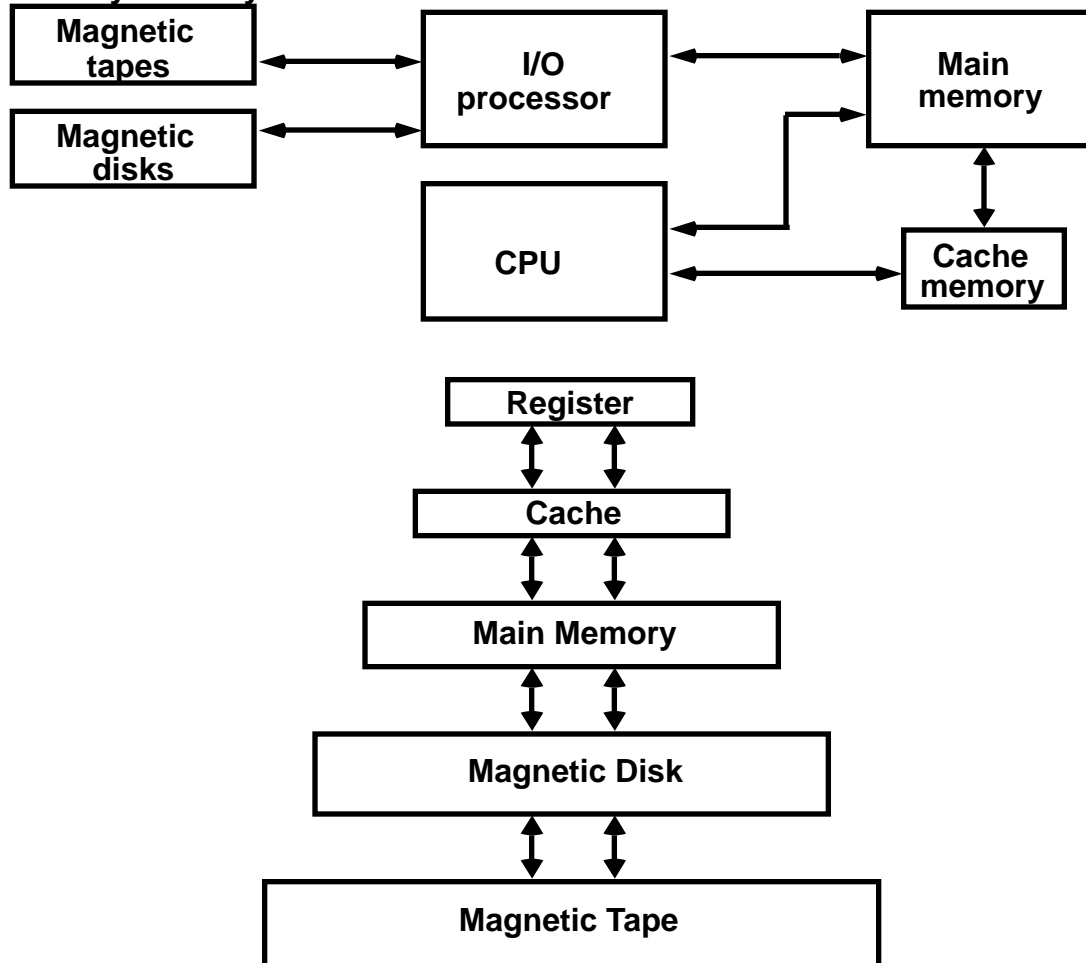 Magnetic
tapes
I/O
processor
Main
memory
Magnetic
disks
CPU
Cache
memory
Register
Cache
Main Memory
Magnetic Disk
Magnetic Tape